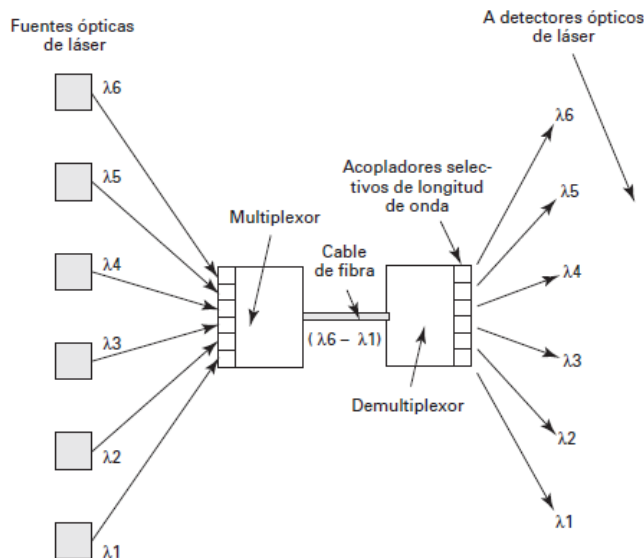 Fuentes ópticas
de láser
A detectores ópticos
de láser
λ6
λ5
λ4
λ3
λ2
λ1
Multiplexor
Cable
de fibra
(λ6 – λ1)
Acopladores selec-
tivos de longitud
de onda
Demultiplexor
λ6
λ5
λ4
λ3
λ2
λ1